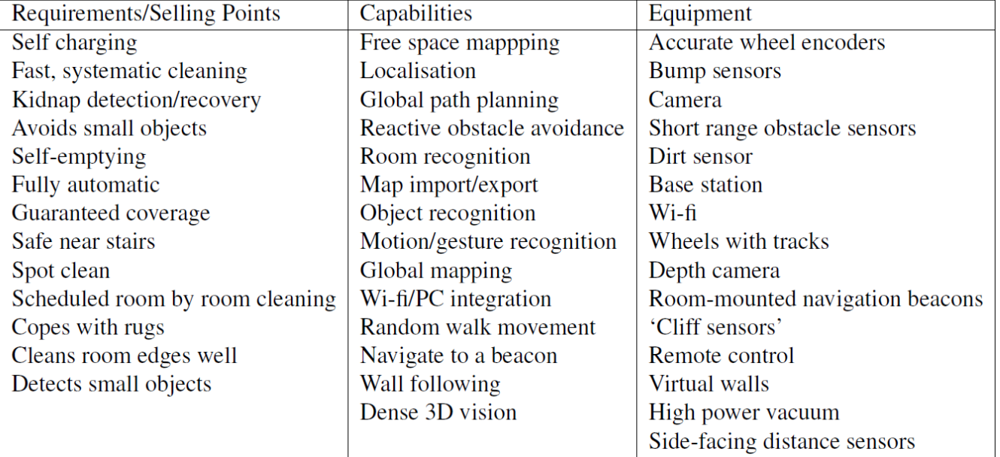 Requirements/Selling Points Capabilities Equipment
Self charging Free space mappping Accurate wheel encoders
Fast, systematic cleaning Localisation Bump sensors
Kidnap detection/recovery Global path planning Camera
Avoids small objects Reactive obstacle avoidance Short range obstacle sensors
Self-emptying Room recognition Dirt sensor
Fully automatic Map import/export Base station
Guaranteed coverage Object recognition Wi-fi
Safe near stairs Motion/gesture recognition Wheels with tracks
Spot clean Global mapping Depth camera
Scheduled room by room cleaning Wi-fi/PC integration Room-mounted navigation beacons
Copes with rugs Random walk movement ‘Cliff sensors’
Cleans room edges well Navigate to a beacon Remote control
Detects small objects Wall following Virtual walls
Dense 3D vision High power vacuum
Side-facing distance sensors